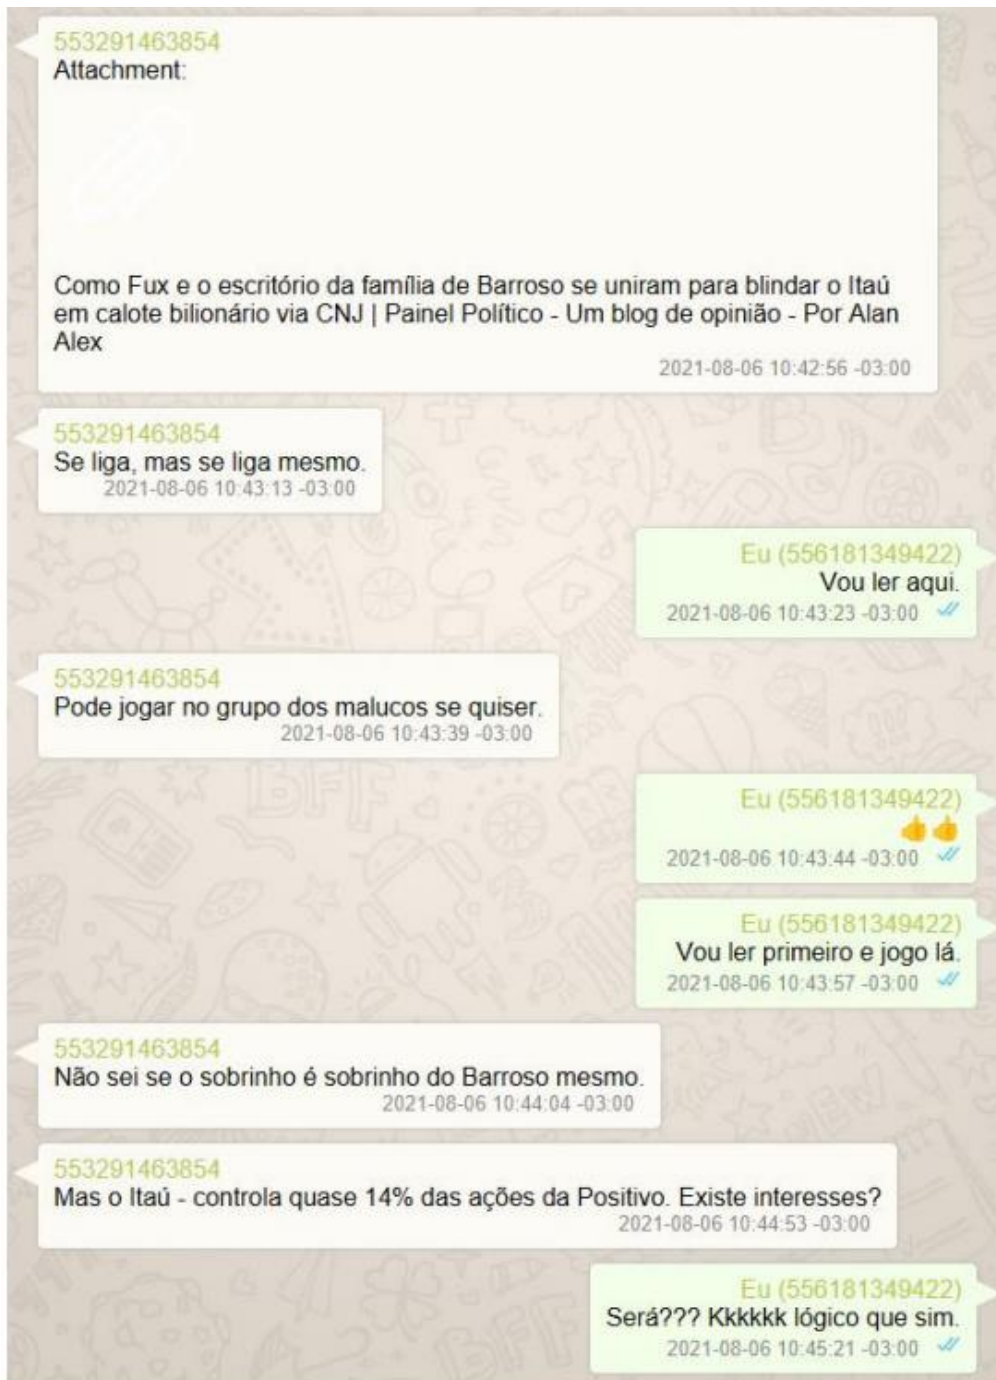 553291463854
Attachment:
Como Fux e o escritório da família de Barroso se uniram para blindar o Itaú
em calote bilionário via CNJ | Painel Político - Um blog de opinião - Por Alan
Alex
2021-08-06 10:42:56 -03:00
553291463854
Se liga, mas se liga mesmo.
2021-08-06 10:43:13 -03:00
Eu (556181349422)
Vou ler aqui.
2021-08-06 10:43:23 -03:00
553291463854
Pode jogar no grupo dos malucos se quiser.
2021-08-06 10:43:39 -03:00
Eu (556181349422)
👍👍
2021-08-06 10:43:44 -03:00
Eu (556181349422)
Vou ler primeiro e jogo lá.
2021-08-06 10:43:57 -03:00
553291463854
Não sei se o sobrinho é sobrinho do Barroso mesmo.
2021-08-06 10:44:04 -03:00
553291463854
Mas o Itaú - controla quase 14% das ações da Positivo. Existe interesses?
2021-08-06 10:44:53 -03:00
Eu (556181349422)
Será??? Kkkkkk lógico que sim.
2021-08-06 10:45:21 -03:00